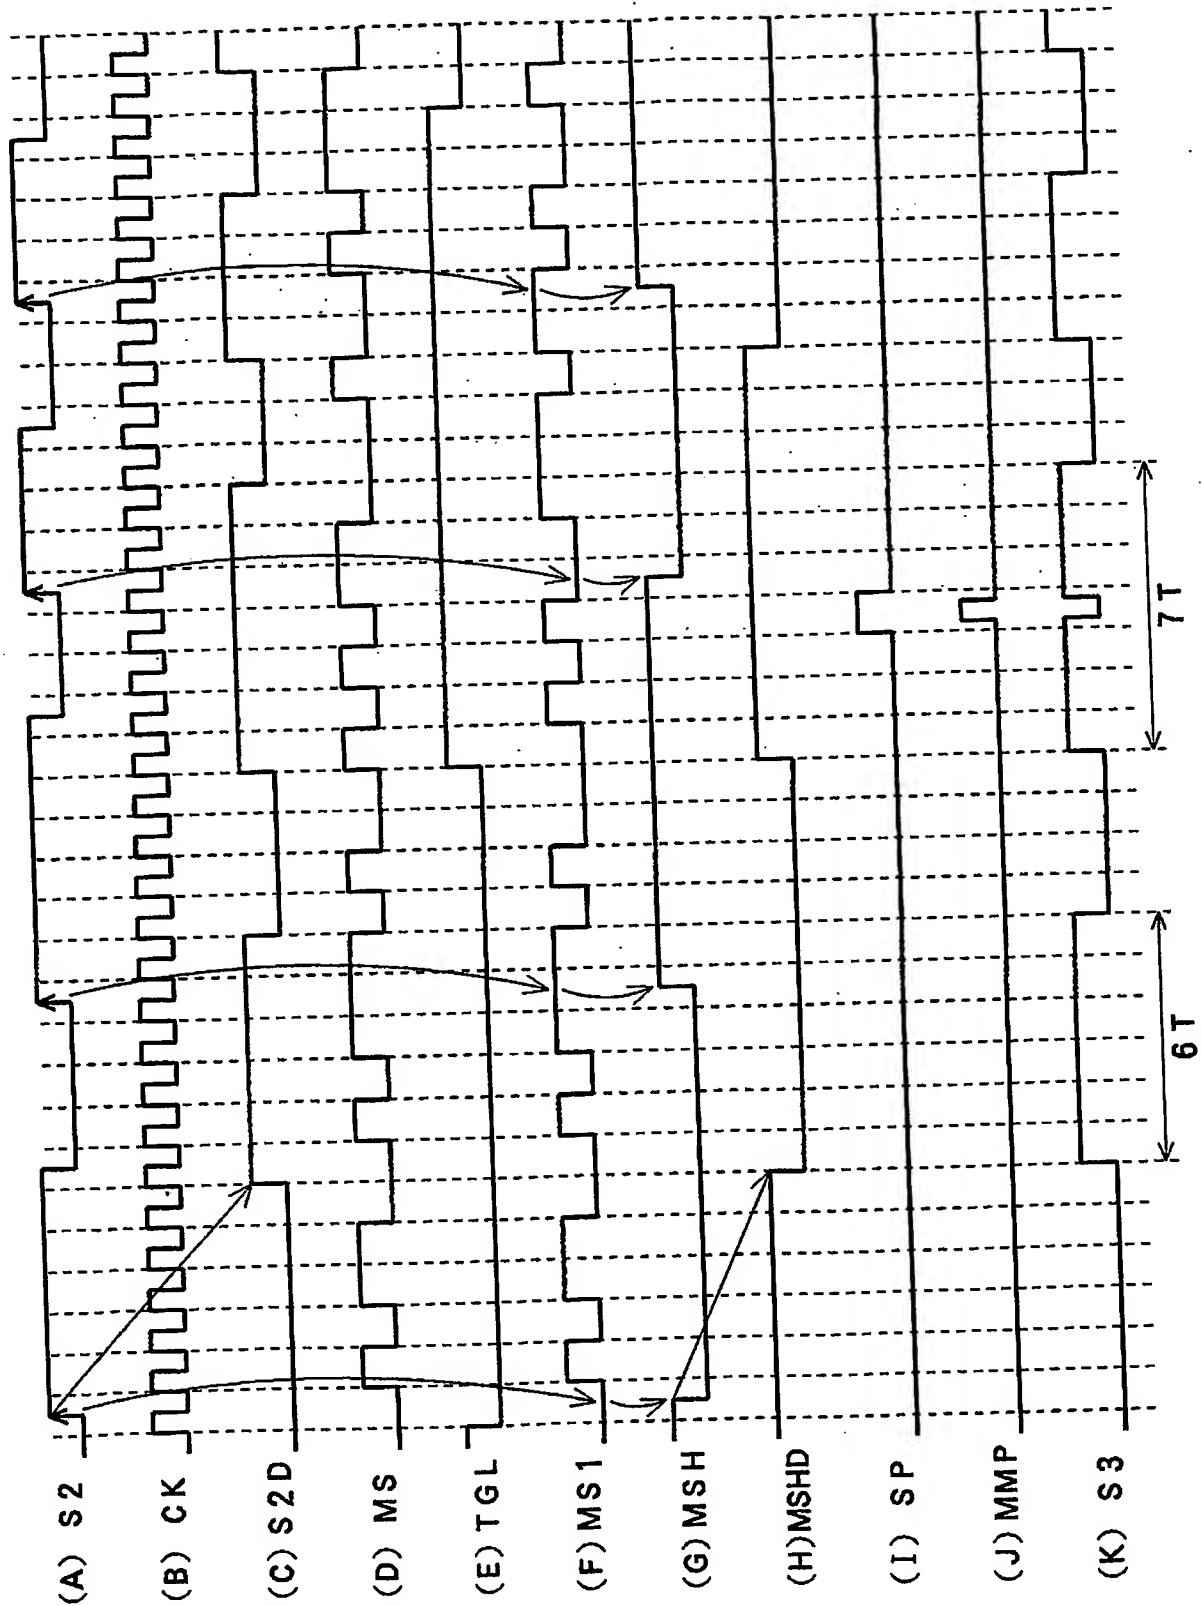 (A) S2
(B) CK
(C) S2D
(D) MS
(E) TGL
(F) MS1
(G) MSH
(H) MSHD
(I) SP
(J) MMP
(K) S3
6T
7T